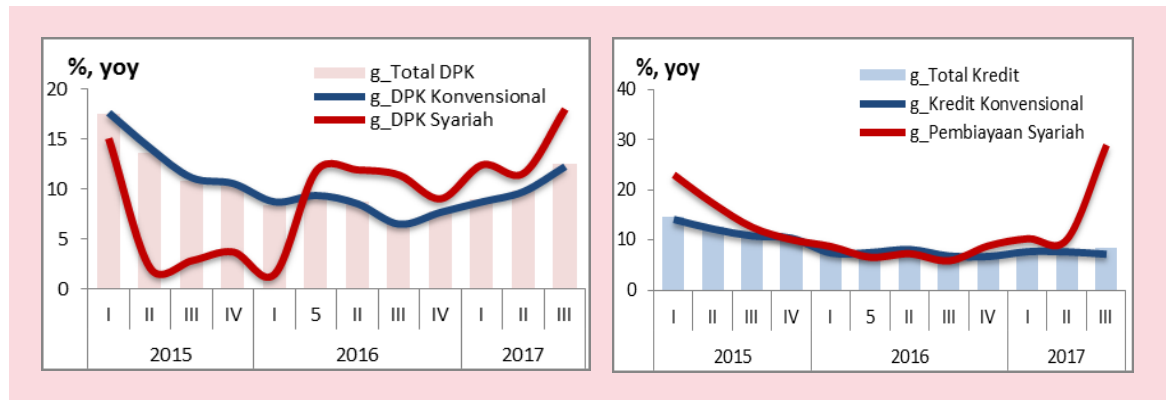 %, yoy
g_Total DPK
g_DPK Konvensional
g_DPK Syariah
20
15
10
5
0
I II III IV I 5 II III IV I II III
2015 2016 2017
%, yoy
g_Total Kredit
g_Kredit Konvensional
g_Pembiayaan Syariah
40
30
20
10
0
I II III IV I 5 II III IV I II III
2015 2016 2017